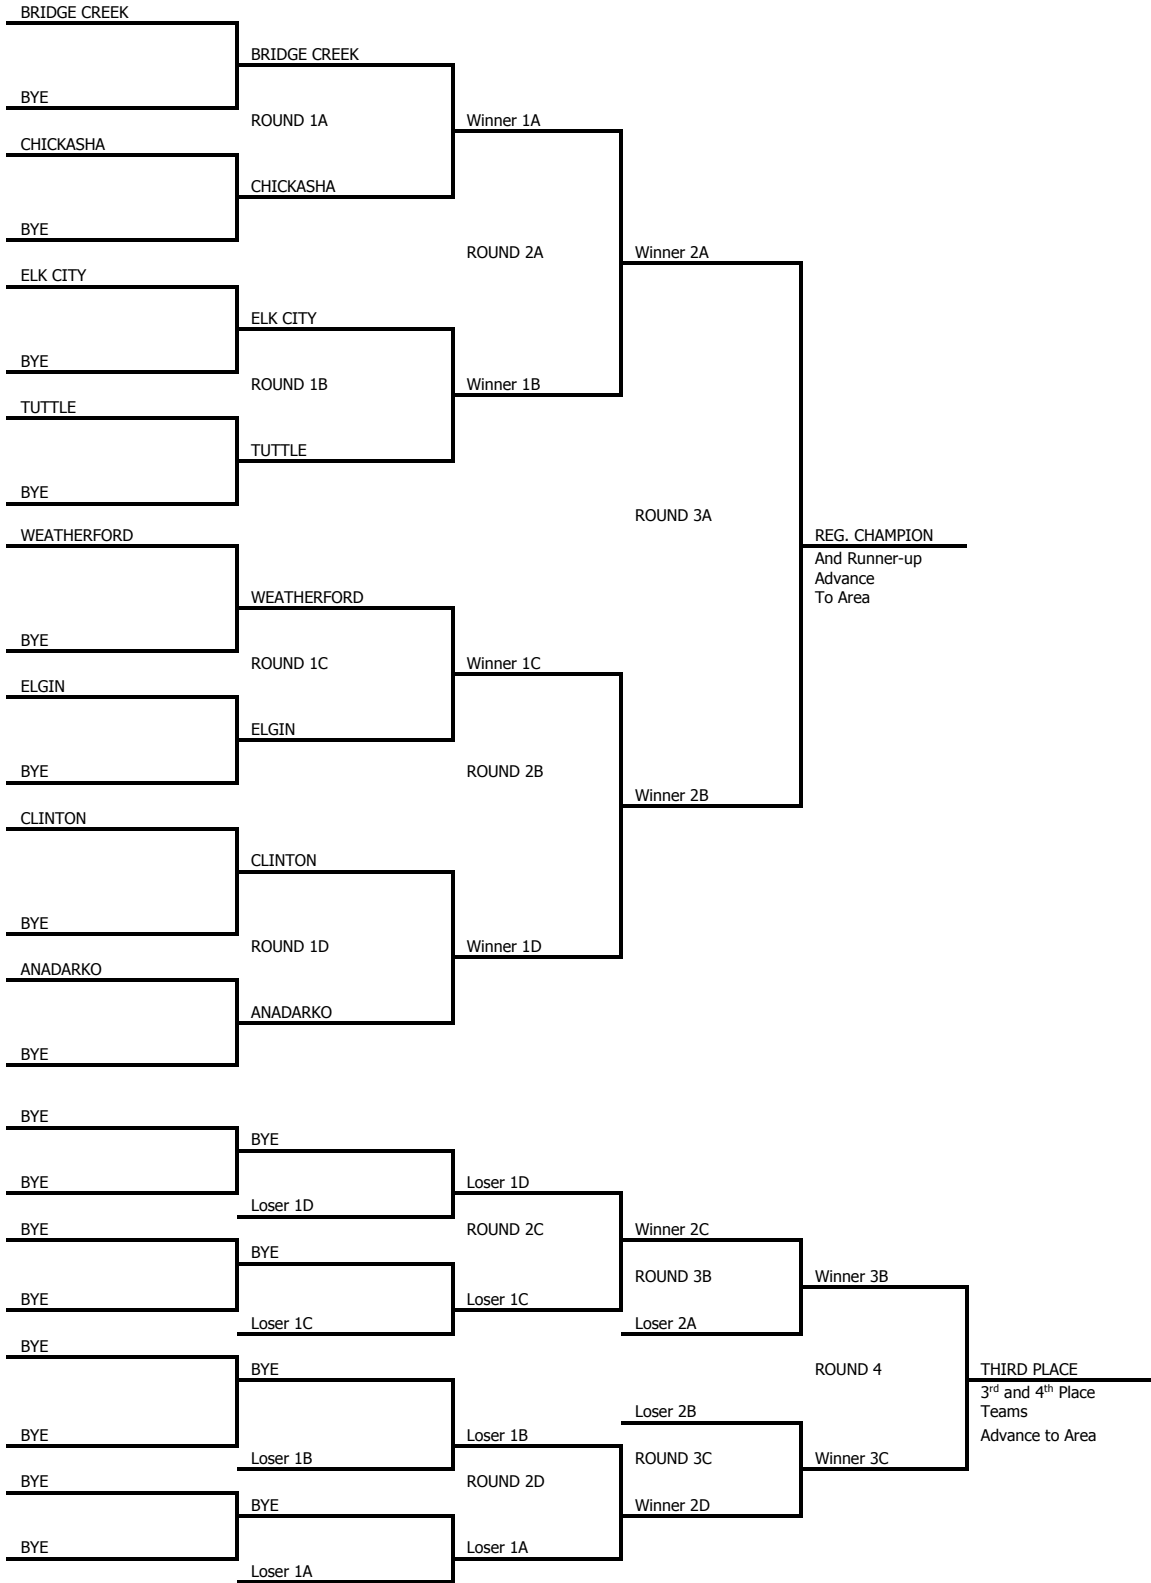 BRIDGE CREEK
BRIDGE CREEK
BYE
ROUND 1A
Winner 1A
CHICKASHA
CHICKASHA
BYE
ROUND 2A
Winner 2A
ELK CITY
ELK CITY
BYE
ROUND 1B
Winner 1B
TUTTLE
TUTTLE
BYE
ROUND 3A
WEATHERFORD
REG. CHAMPION
And Runner-up
Advance
To Area
WEATHERFORD
BYE
ROUND 1C
Winner 1C
ELGIN
ELGIN
BYE
ROUND 2B
Winner 2B
CLINTON
CLINTON
BYE
ROUND 1D
Winner 1D
ANADARKO
ANADARKO
BYE
BYE
BYE
BYE
Loser 1D
Loser 1D
BYE
ROUND 2C
Winner 2C
BYE
ROUND 3B
Winner 3B
BYE
Loser 1C
Loser 1C
Loser 2A
BYE
BYE
ROUND 4
THIRD PLACE
3rd and 4th Place
Teams
Advance to Area
Loser 2B
BYE
Loser 1B
Loser 1B
ROUND 3C
Winner 3C
BYE
ROUND 2D
BYE
Winner 2D
BYE
Loser 1A
Loser 1A